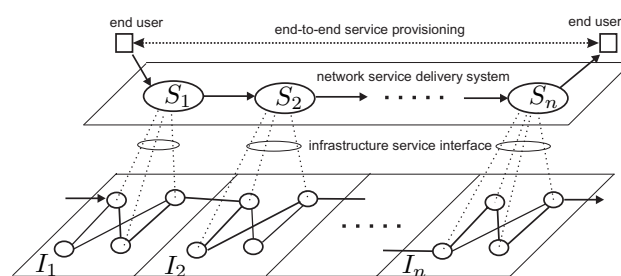 end user
end user
end-to-end service provisioning
network service delivery system
S1 S2 ..... Sn
infrastructure service interface
.....
I1 I2 In